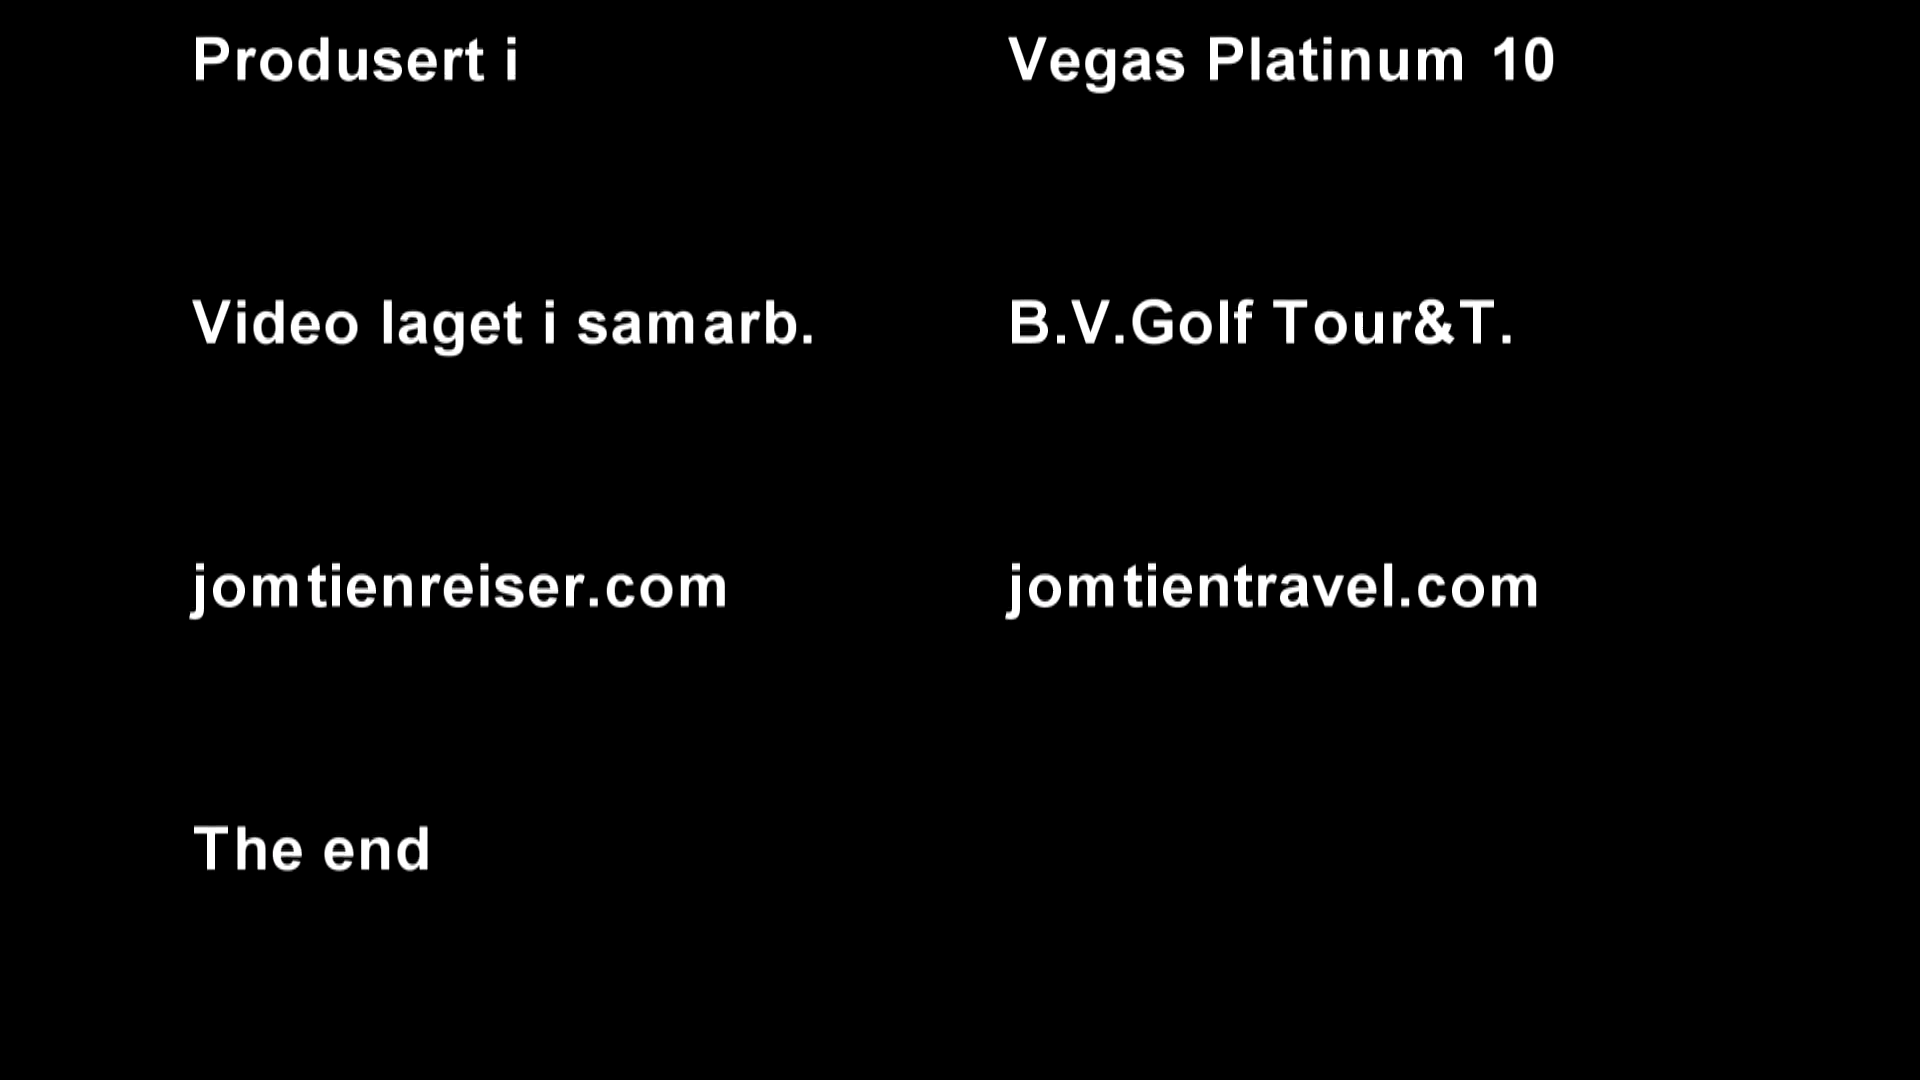 Produsert i Vegas Platinum 10
Video laget i samarb. B.V.Golf Tour&T.
jomtienreiser.com jomtientravel.com
The end